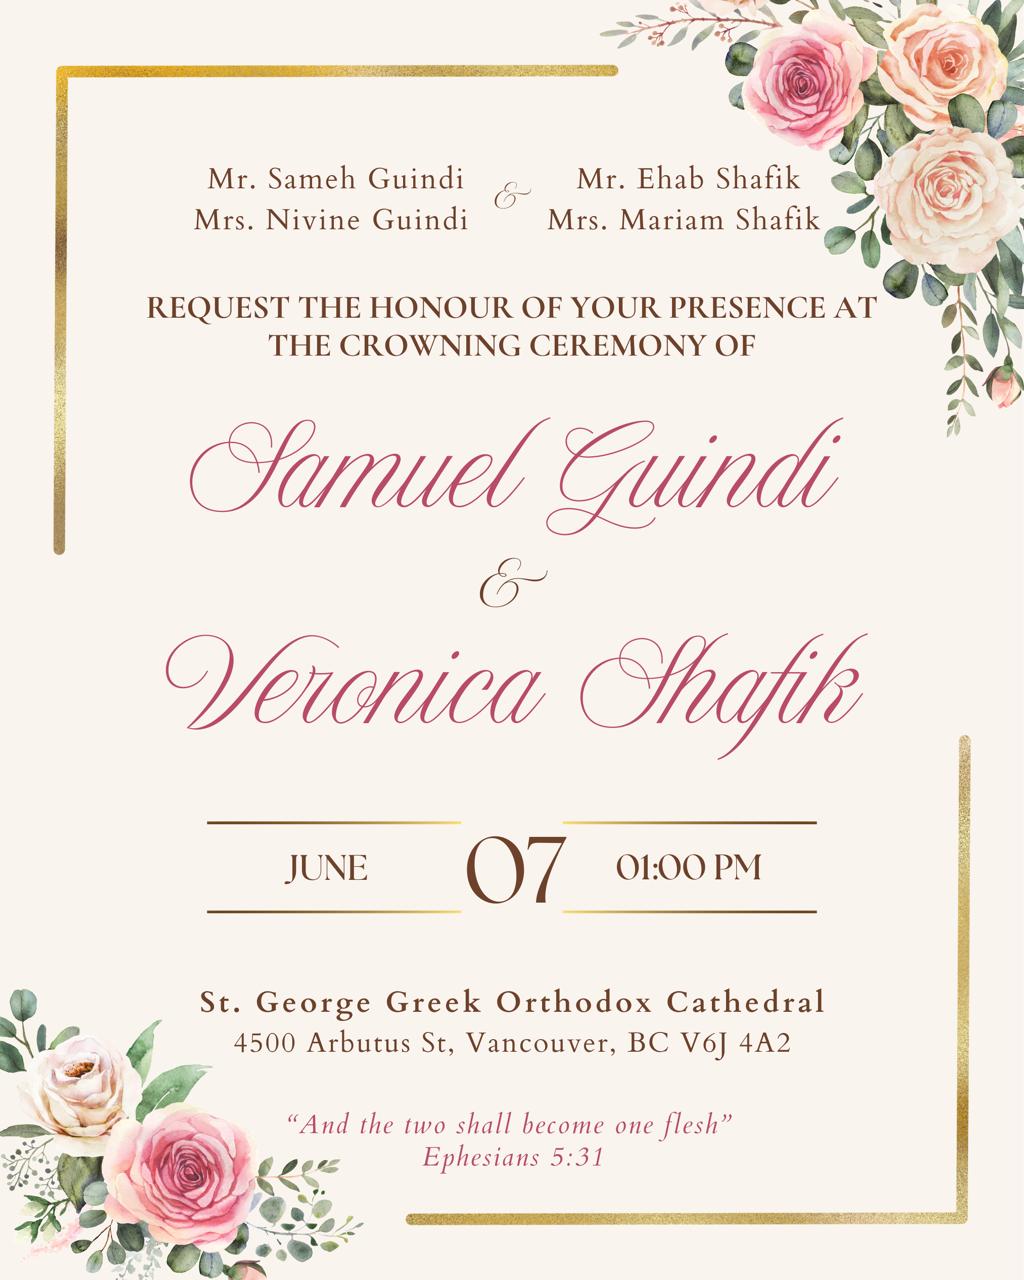 Mr. Sameh Guindi & Mr. Ehab Shafik
Mrs. Nivine Guindi Mrs. Mariam Shafik
REQUEST THE HONOUR OF YOUR PRESENCE AT
THE CROWNING CEREMONY OF
Samuel Guindi
&
Veronica Shafik
JUNE 07 01:00 PM
St. George Greek Orthodox Cathedral
4500 Arbutus St, Vancouver, BC V6J 4A2
“And the two shall become one flesh”
Ephesians 5:31